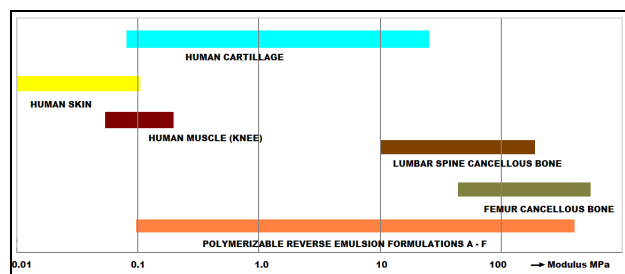 HUMAN CARTILLAGE
HUMAN SKIN
HUMAN MUSCLE (KNEE)
LUMBAR SPINE CANCELLOUS BONE
FEMUR CANCELLOUS BONE
POLYMERIZABLE REVERSE EMULSION FORMULATIONS A - F
0.01 0.1 1.0 10 100 → Modulus MPa